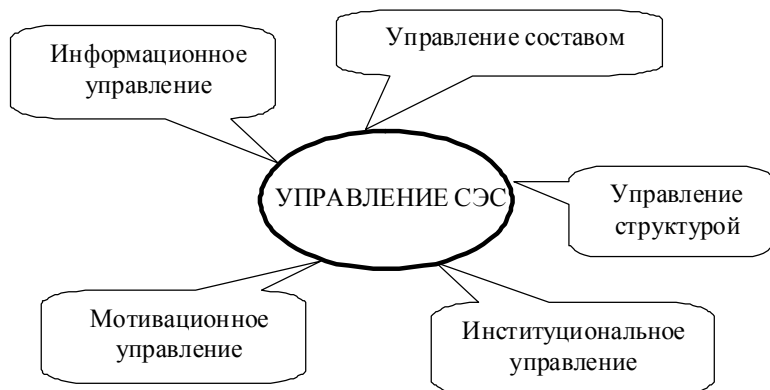 Информационное
управление
Управление составом
УПРАВЛЕНИЕ СЭС
Управление
структурой
Мотивационное
управление
Институциональное
управление